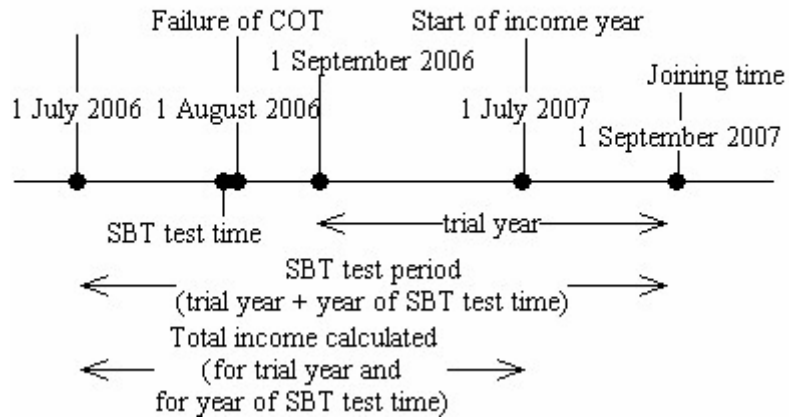 Failure of COT
Start of income year
1 September 2006
Joining time
1 July 2006
1 August 2006
1 July 2007
1 September 2007
SBT test time
trial year
SBT test period
(trial year + year of SBT test time)
Total income calculated
(for trial year and
for year of SBT test time)